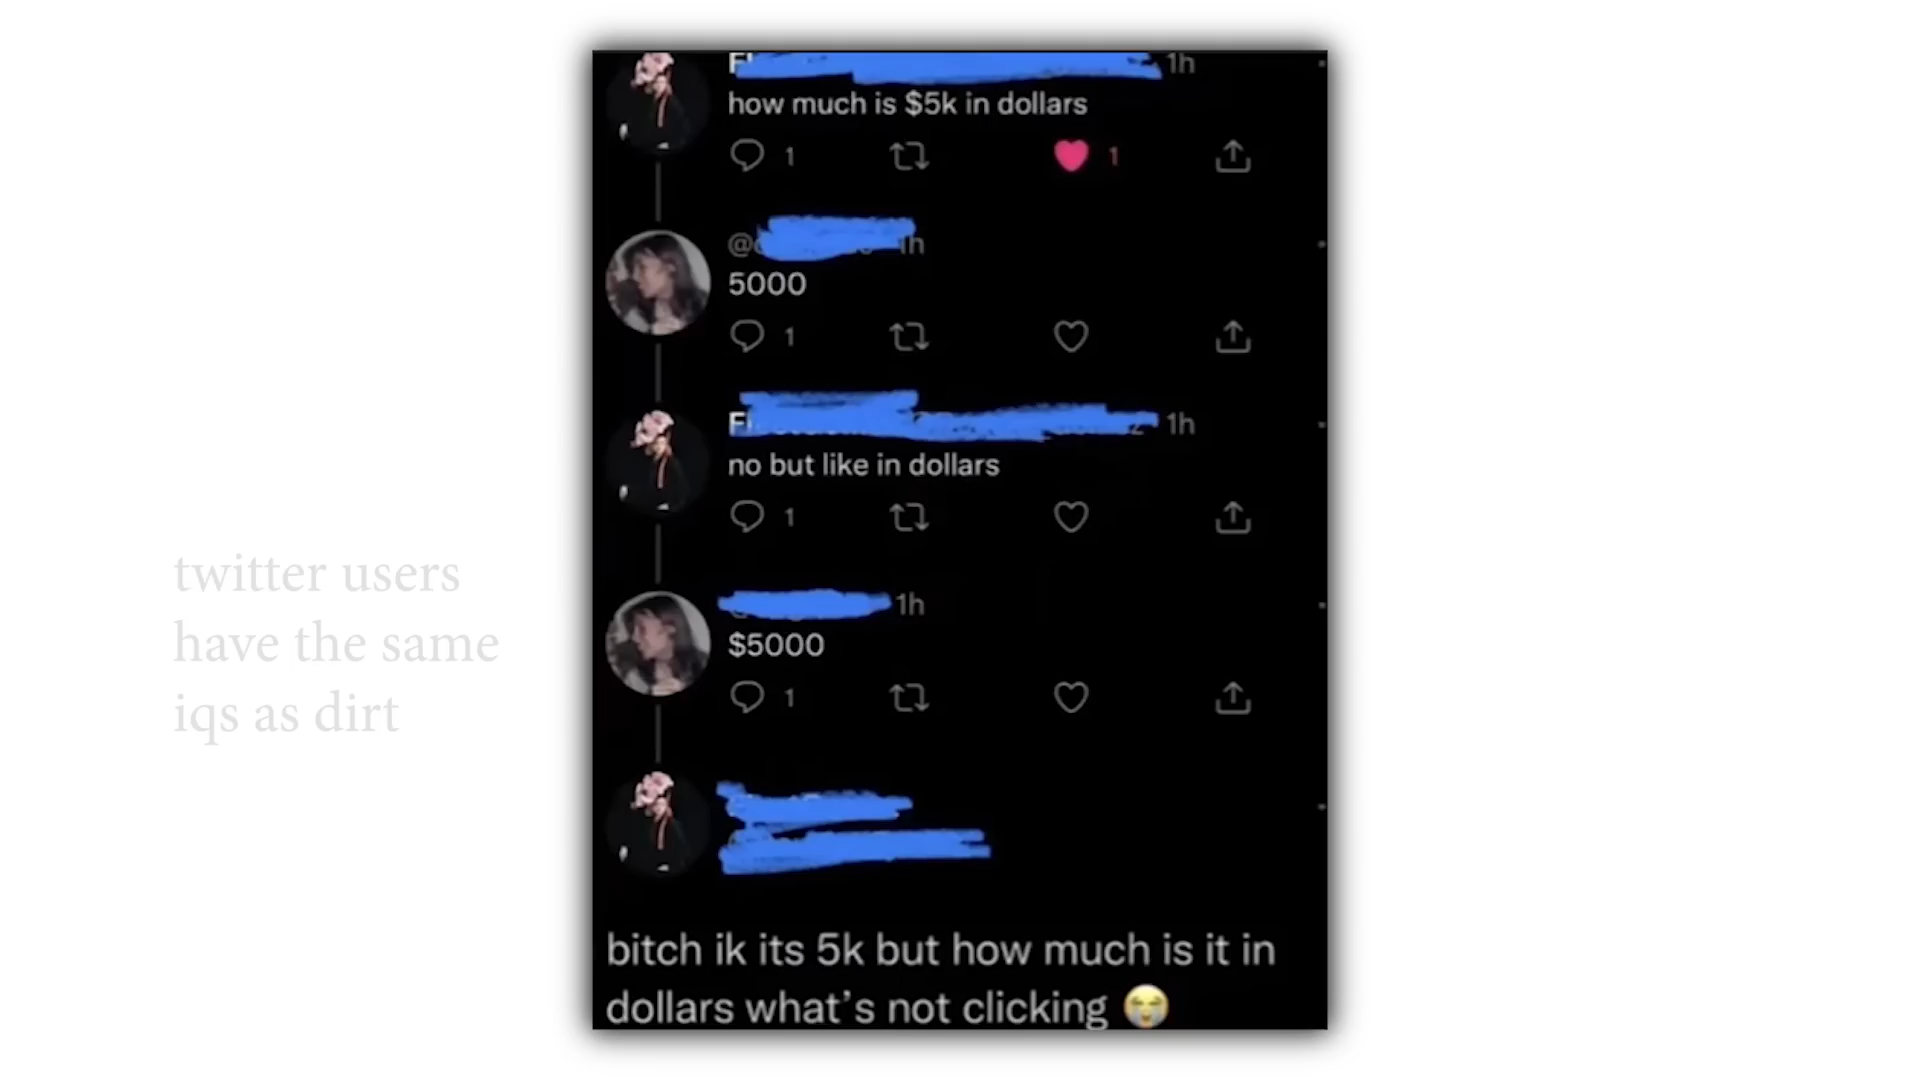 1h
how much is $5k in dollars
1 1
1h
5000
1
1h
no but like in dollars
1
1h
$5000
1
bitch ik its 5k but how much is it in
dollars what's not clicking 😭
twitter users
have the same
iqs as dirt